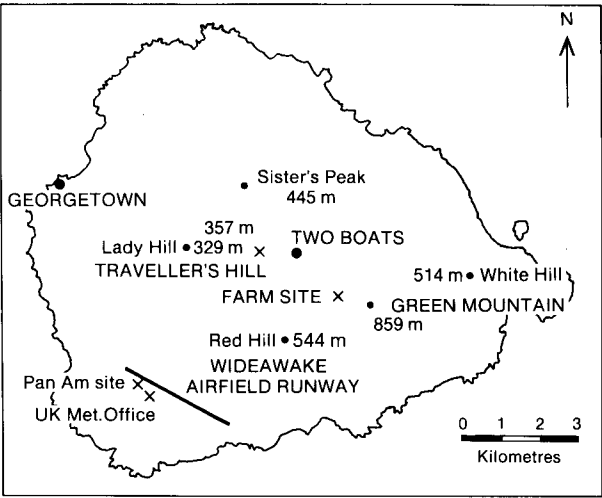 N
Sister's Peak
445 m
GEORGETOWN
357 m
TWO BOATS
Lady Hill 329 m
TRAVELLER'S HILL
514 m White Hill
FARM SITE
GREEN MOUNTAIN
859 m
Red Hill 544 m
WIDEAWAKE
AIRFIELD RUNWAY
Pan Am site
UK Met. Office
0 1 2 3
Kilometres